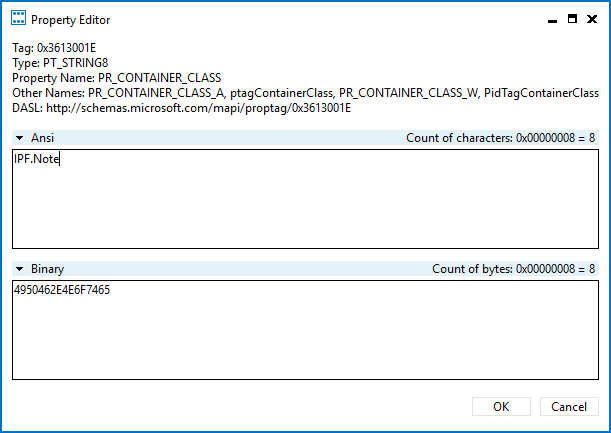 Property Editor
Tag: 0x3613001E
Type: PT_STRING8
Property Name: PR_CONTAINER_CLASS
Other Names: PR_CONTAINER_CLASS_A, ptagContainerClass, PR_CONTAINER_CLASS_W, PidTagContainerClass
DASL: http://schemas.microsoft.com/mapi/proptag/0x3613001E
Ansi Count of characters: 0x00000008 = 8
IPF.Note
Binary Count of bytes: 0x00000008 = 8
4950462E4E6F7465
OK Cancel